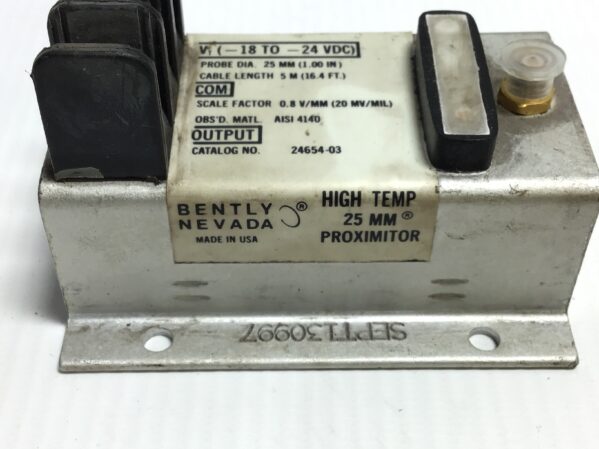 VT (−18 TO −24 VDC)
PROBE DIA. 25 MM (1.00 IN)
CABLE LENGTH 5 M (16.4 FT.)
COM
SCALE FACTOR 0.8 V/MM (20 MV/MIL)
OBS'D. MATL. AISI 4140
OUTPUT
CATALOG NO. 24654-03
BENTLY ®
NEVADA
MADE IN USA
HIGH TEMP
25 MM ®
PROXIMITOR
SEPT130997